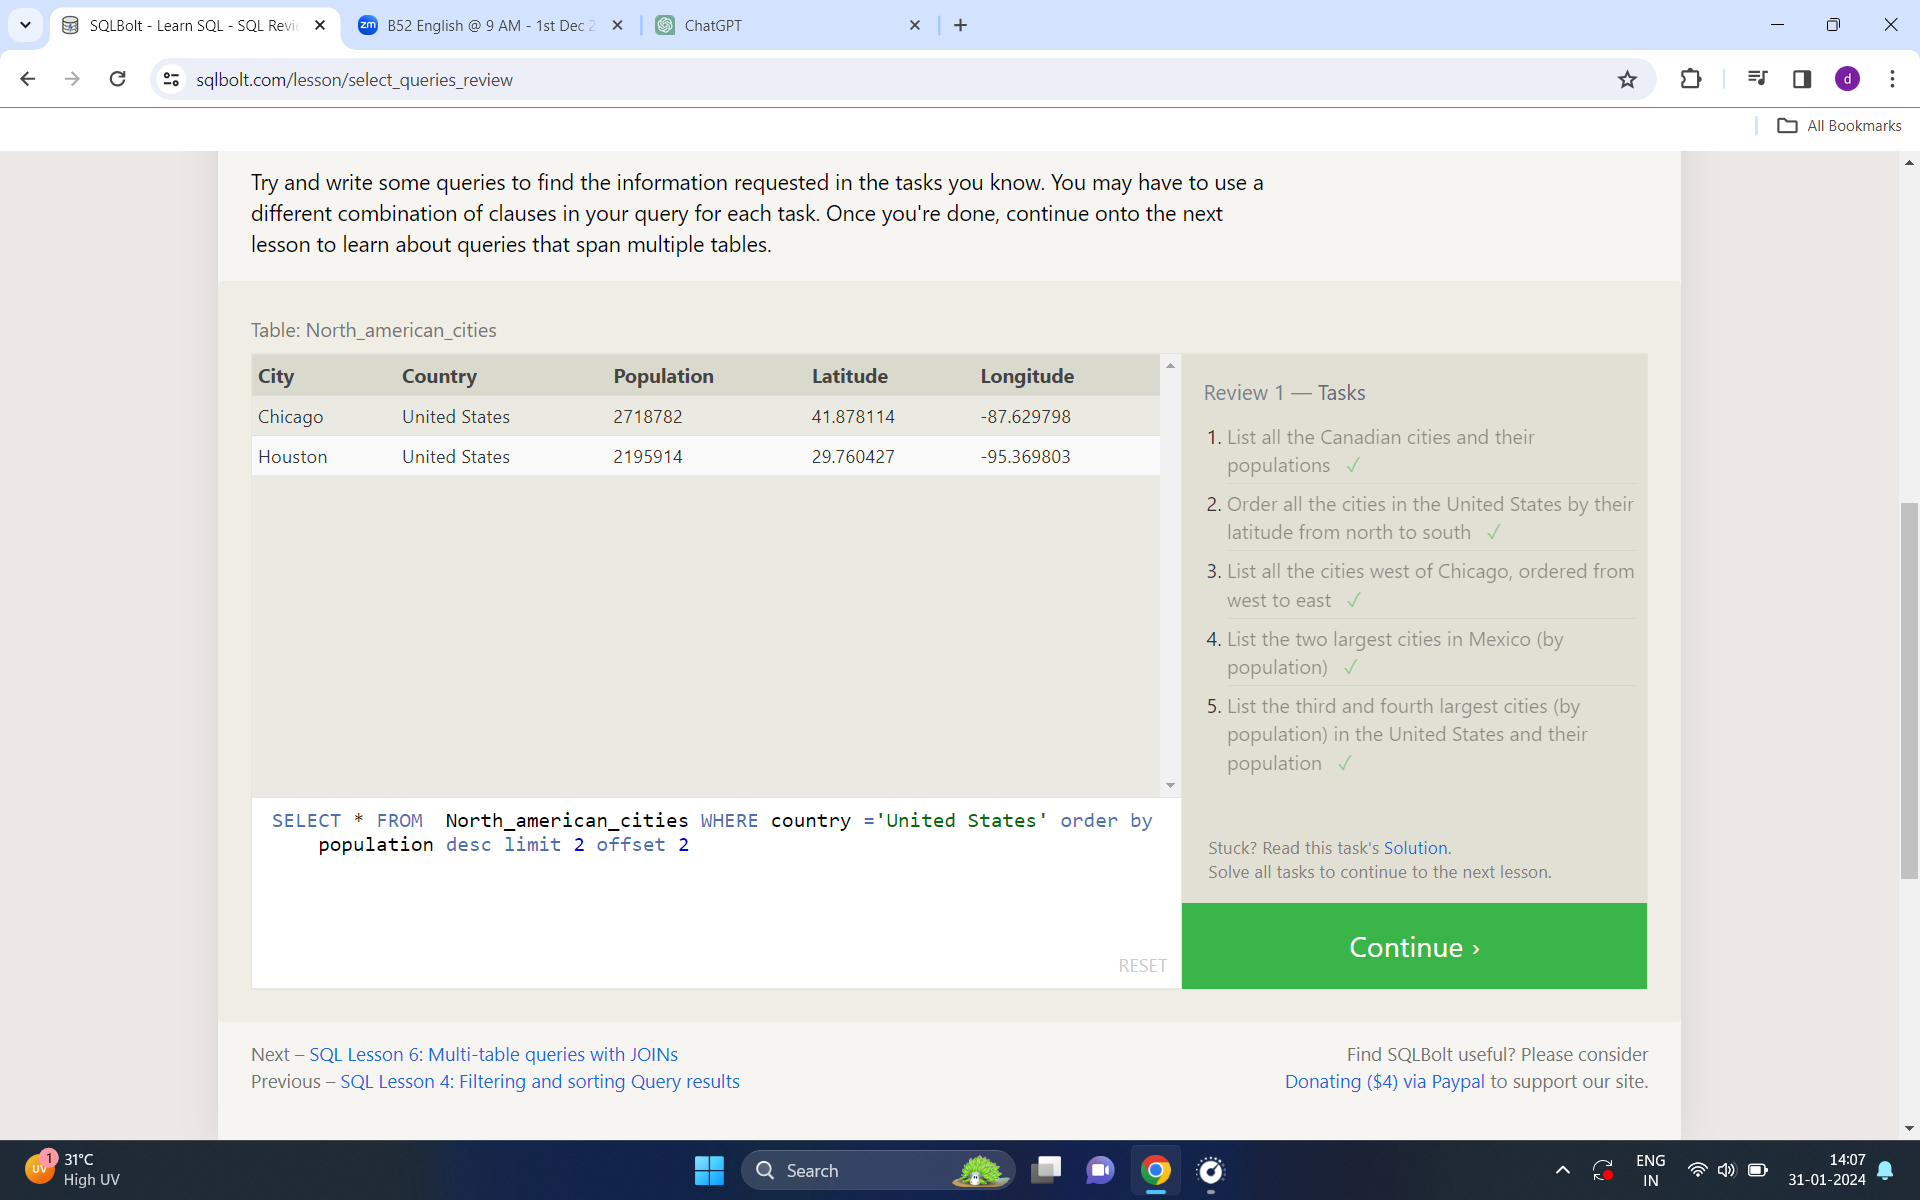 SQLBolt - Learn SQL - SQL Revi
zm B52 English @ 9 AM - 1st Dec 2
ChatGPT
sqlbolt.com/lesson/select_queries_review
d
All Bookmarks
Try and write some queries to find the information requested in the tasks you know. You may have to use a
different combination of clauses in your query for each task. Once you're done, continue onto the next
lesson to learn about queries that span multiple tables.
Table: North_american_cities
City Country Population Latitude Longitude
Chicago United States 2718782 41.878114 -87.629798
Houston United States 2195914 29.760427 -95.369803
Review 1 — Tasks
1. List all the Canadian cities and their
populations ✓
2. Order all the cities in the United States by their
latitude from north to south ✓
3. List all the cities west of Chicago, ordered from
west to east ✓
4. List the two largest cities in Mexico (by
population) ✓
5. List the third and fourth largest cities (by
population) in the United States and their
population ✓
SELECT * FROM  North_american_cities WHERE country ='United States' order by
population desc limit 2 offset 2
RESET
Stuck? Read this task's Solution.
Solve all tasks to continue to the next lesson.
Continue ›
Next – SQL Lesson 6: Multi-table queries with JOINs
Previous – SQL Lesson 4: Filtering and sorting Query results
Find SQLBolt useful? Please consider
Donating ($4) via Paypal to support our site.
UV 1
31°C
High UV
Search
ENG
IN
14:07
31-01-2024